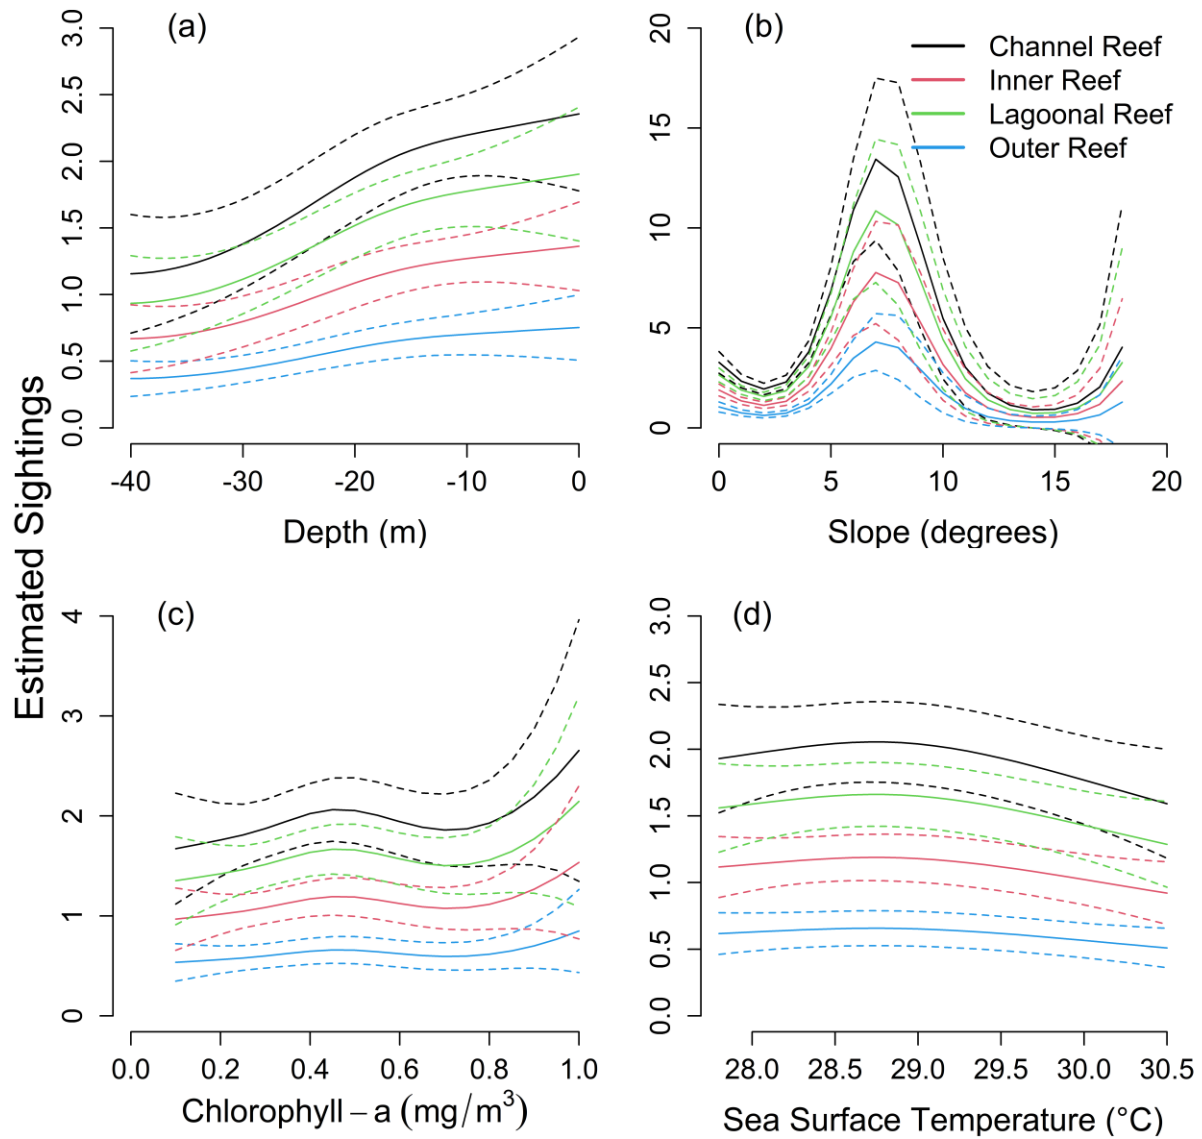 Estimated Sightings
(a)
3.0
2.5
2.0
1.5
1.0
0.5
0.0
-40 -30 -20 -10 0
Depth (m)
(b)
Channel Reef
Inner Reef
Lagoonal Reef
Outer Reef
20
15
10
5
0
0 5 10 15 20
Slope (degrees)
(c)
4
3
2
1
0
0.0 0.2 0.4 0.6 0.8 1.0
Chlorophyll – a (mg/m³)
(d)
3.0
2.5
2.0
1.5
1.0
0.5
0.0
28.0 28.5 29.0 29.5 30.0 30.5
Sea Surface Temperature (°C)